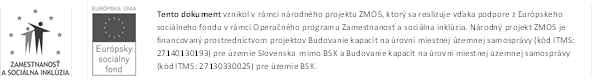 ZAMESTNANOSŤ
A SOCIÁLNA INKLÚZIA
EURÓPSKA ÚNIA
Európsky
sociálny
fond
Tento dokument vznikol v rámci národného projektu ZMOS, ktorý sa realizuje vďaka podpore z Európskeho
sociálneho fondu v rámci Operačného programu Zamestnanosť a sociálna inklúzia. Národný projekt ZMOS je
financovaný prostredníctvom projektov Budovanie kapacít na úrovni miestnej územnej samosprávy (kód ITMS:
27140130193) pre územie Slovenska mimo BSK a Budovanie kapacít na úrovni miestnej územnej samosprávy
(kód ITMS: 27130330025) pre územie BSK.